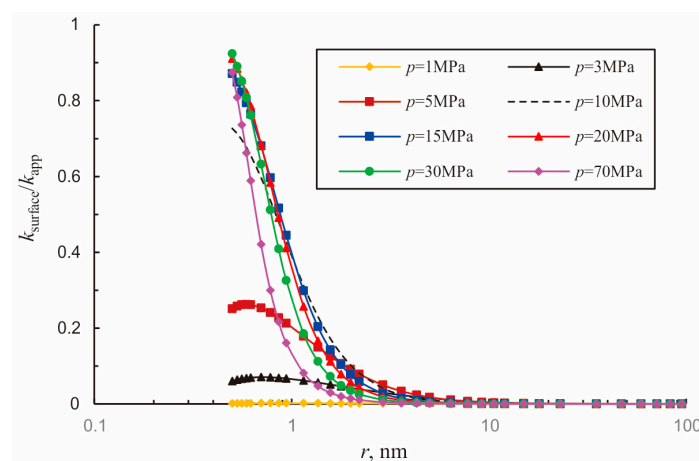 1
0.8
0.6
0.4
0.2
0
k_surface/k_app
p=1MPa
p=3MPa
p=5MPa
p=10MPa
p=15MPa
p=20MPa
p=30MPa
p=70MPa
0.1 1 10 100
r, nm